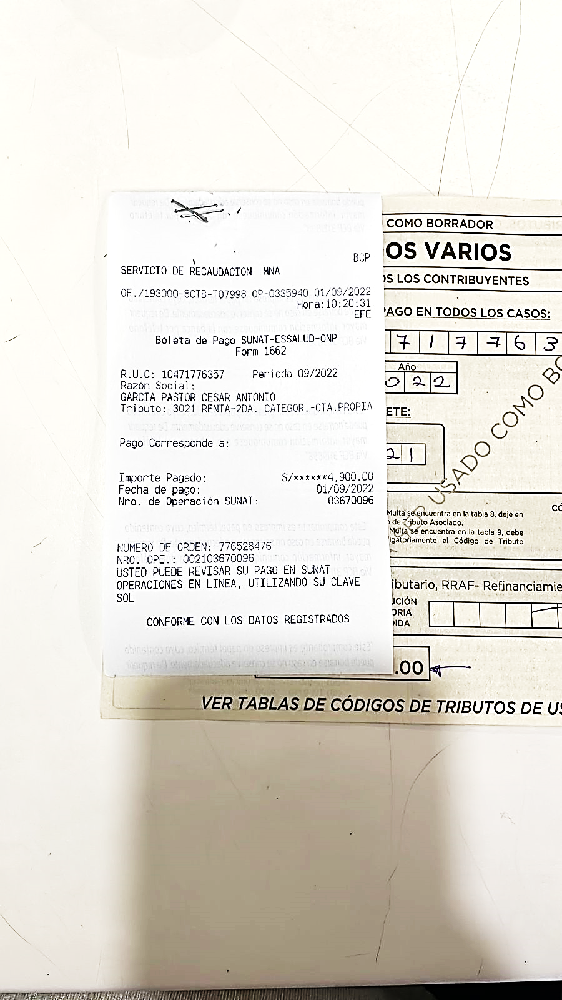 BCP
SERVICIO DE RECAUDACION MNA
OF./193000-8CTB-T07998 OP-0335940 01/09/2022
Hora:10:20:31
EFE
Boleta de Pago SUNAT-ESSALUD-ONP
Form 1662
R.U.C: 10471776357 Periodo 09/2022
Razón Social:
GARCIA PASTOR CESAR ANTONIO
Tributo: 3021 RENTA-2DA. CATEGOR.-CTA.PROPIA
Pago Corresponde a:
Importe Pagado: S/******4,900.00
Fecha de pago: 01/09/2022
Nro. de Operación SUNAT: 03670096
NUMERO DE ORDEN: 776528476
NRO. OPE.: 002103670096
USTED PUEDE REVISAR SU PAGO EN SUNAT
OPERACIONES EN LINEA, UTILIZANDO SU CLAVE
SOL
CONFORME CON LOS DATOS REGISTRADOS
COMO BORRADOR
OS VARIOS
OS LOS CONTRIBUYENTES
PAGO EN TODOS LOS CASOS:
7 1 7 7 6 3
Año
0 2 2
ETE:
2 1
SER USADO COMO BO
Multa se encuentra en la tabla 8, deje en
o de Tributo Asociado.
Multa se encuentra en la tabla 9, debe
igatoriamente el Código de Tributo
CÓ
ibutario, RRAF- Refinanciamie
UCIÓN
ORIA
IDA
.00
VER TABLAS DE CÓDIGOS DE TRIBUTOS DE US